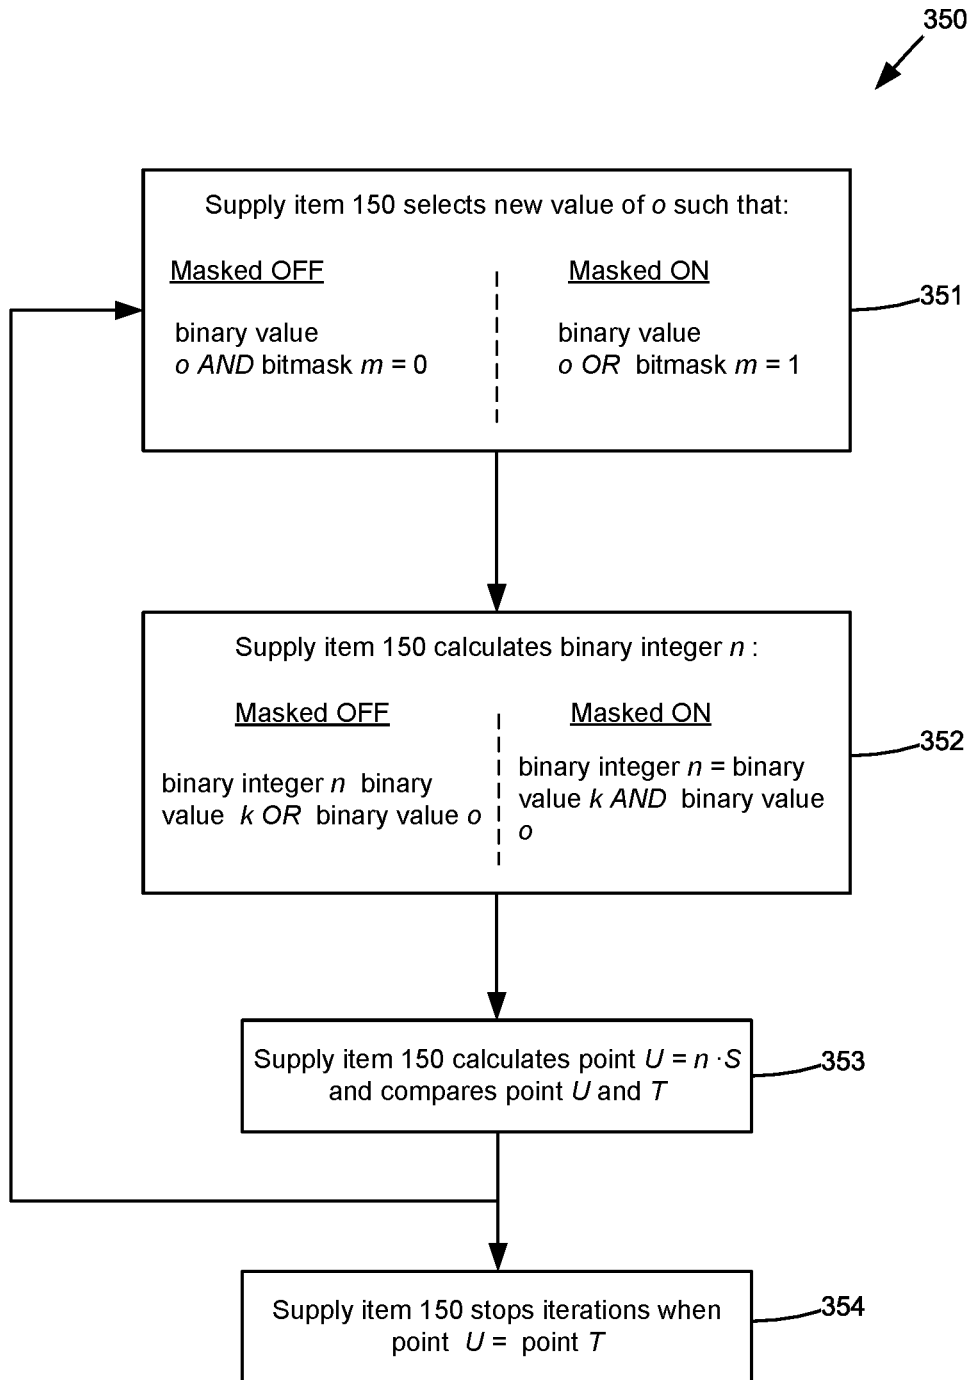 350
Supply item 150 selects new value of o such that:
Masked OFF
binary value
o AND bitmask m = 0
Masked ON
binary value
o OR bitmask m = 1
351
Supply item 150 calculates binary integer n :
Masked OFF
binary integer n binary
value k OR binary value o
Masked ON
binary integer n = binary
value k AND binary value
o
352
Supply item 150 calculates point U = n ·S
and compares point U and T
353
Supply item 150 stops iterations when
point U = point T
354